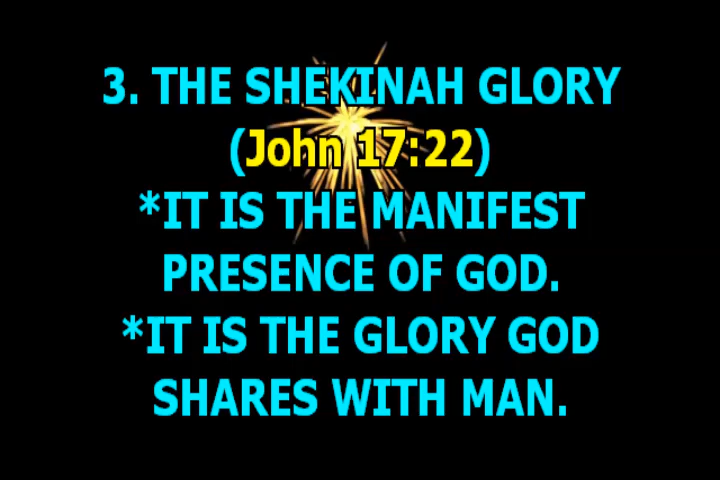 3. THE SHEKINAH GLORY
(John 17:22)
*IT IS THE MANIFEST
PRESENCE OF GOD.
*IT IS THE GLORY GOD
SHARES WITH MAN.